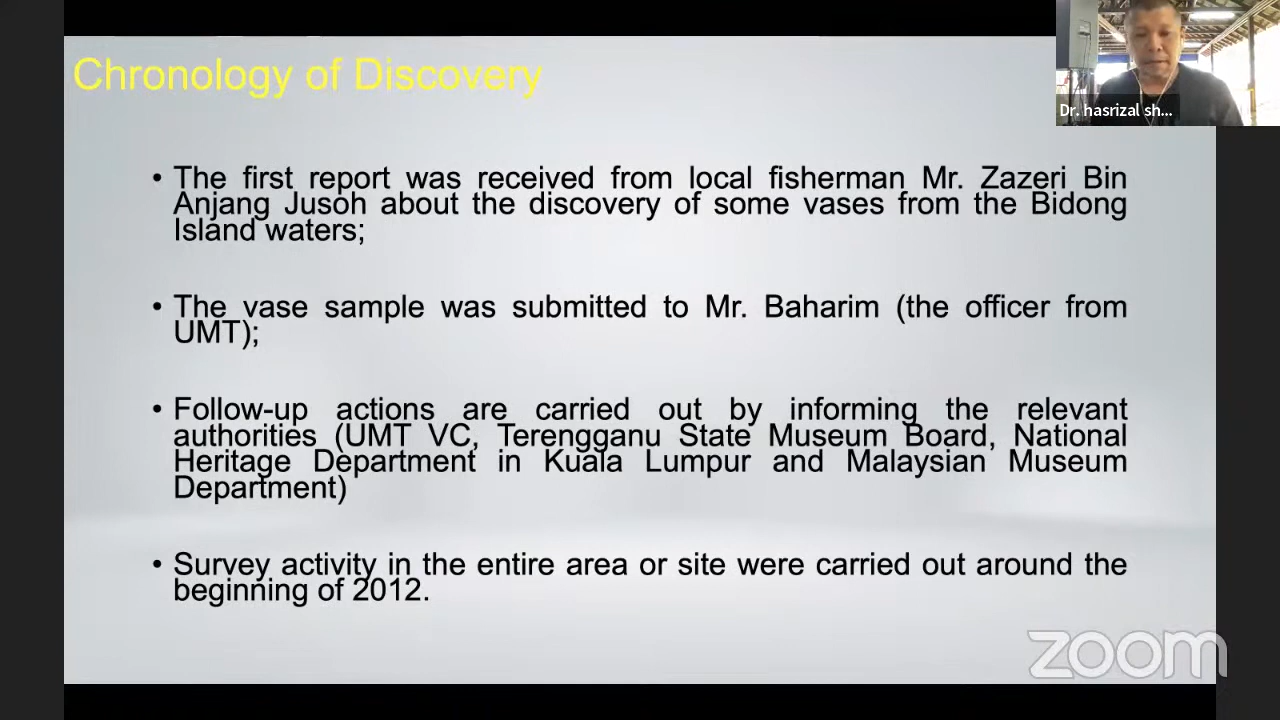 Chronology of Discovery
Dr. hasrizal sh...
• The first report was received from local fisherman Mr. Zazeri Bin
Anjang Jusoh about the discovery of some vases from the Bidong
Island waters;
• The vase sample was submitted to Mr. Baharim (the officer from
UMT);
• Follow-up actions are carried out by informing the relevant
authorities (UMT VC, Terengganu State Museum Board, National
Heritage Department in Kuala Lumpur and Malaysian Museum
Department)
• Survey activity in the entire area or site were carried out around the
beginning of 2012.
zoom